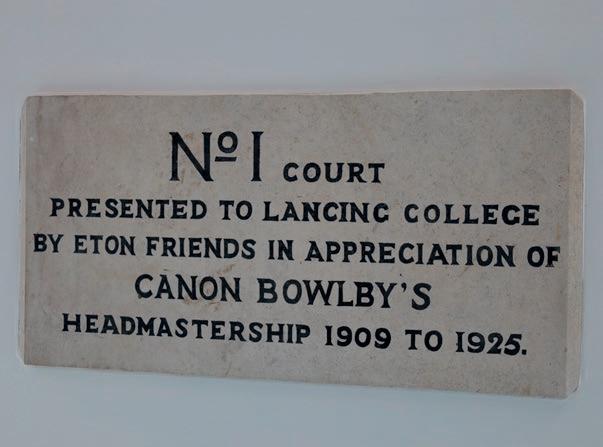 Nº I COURT
PRESENTED TO LANCING COLLEGE
BY ETON FRIENDS IN APPRECIATION OF
CANON BOWLBY'S
HEADMASTERSHIP 1909 TO 1925.